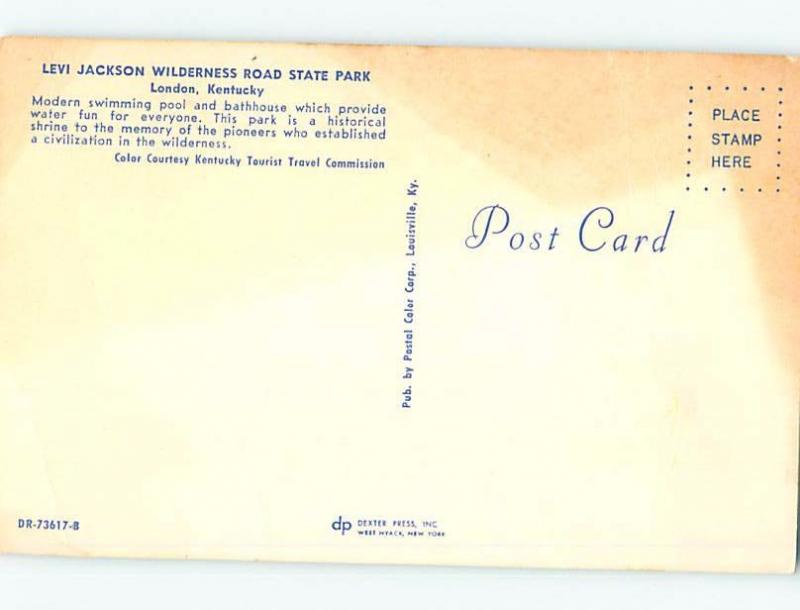 LEVI JACKSON WILDERNESS ROAD STATE PARK
London, Kentucky
Modern swimming pool and bathhouse which provide
water fun for everyone. This park is a historical
shrine to the memory of the pioneers who established
a civilization in the wilderness.
Color Courtesy Kentucky Tourist Travel Commission
PLACE
STAMP
HERE
Post Card
Pub. by Postal Color Corp., Louisville, Ky.
DR-73617-B
dp DEXTER PRESS, INC
WEST NYACK, NEW YORK